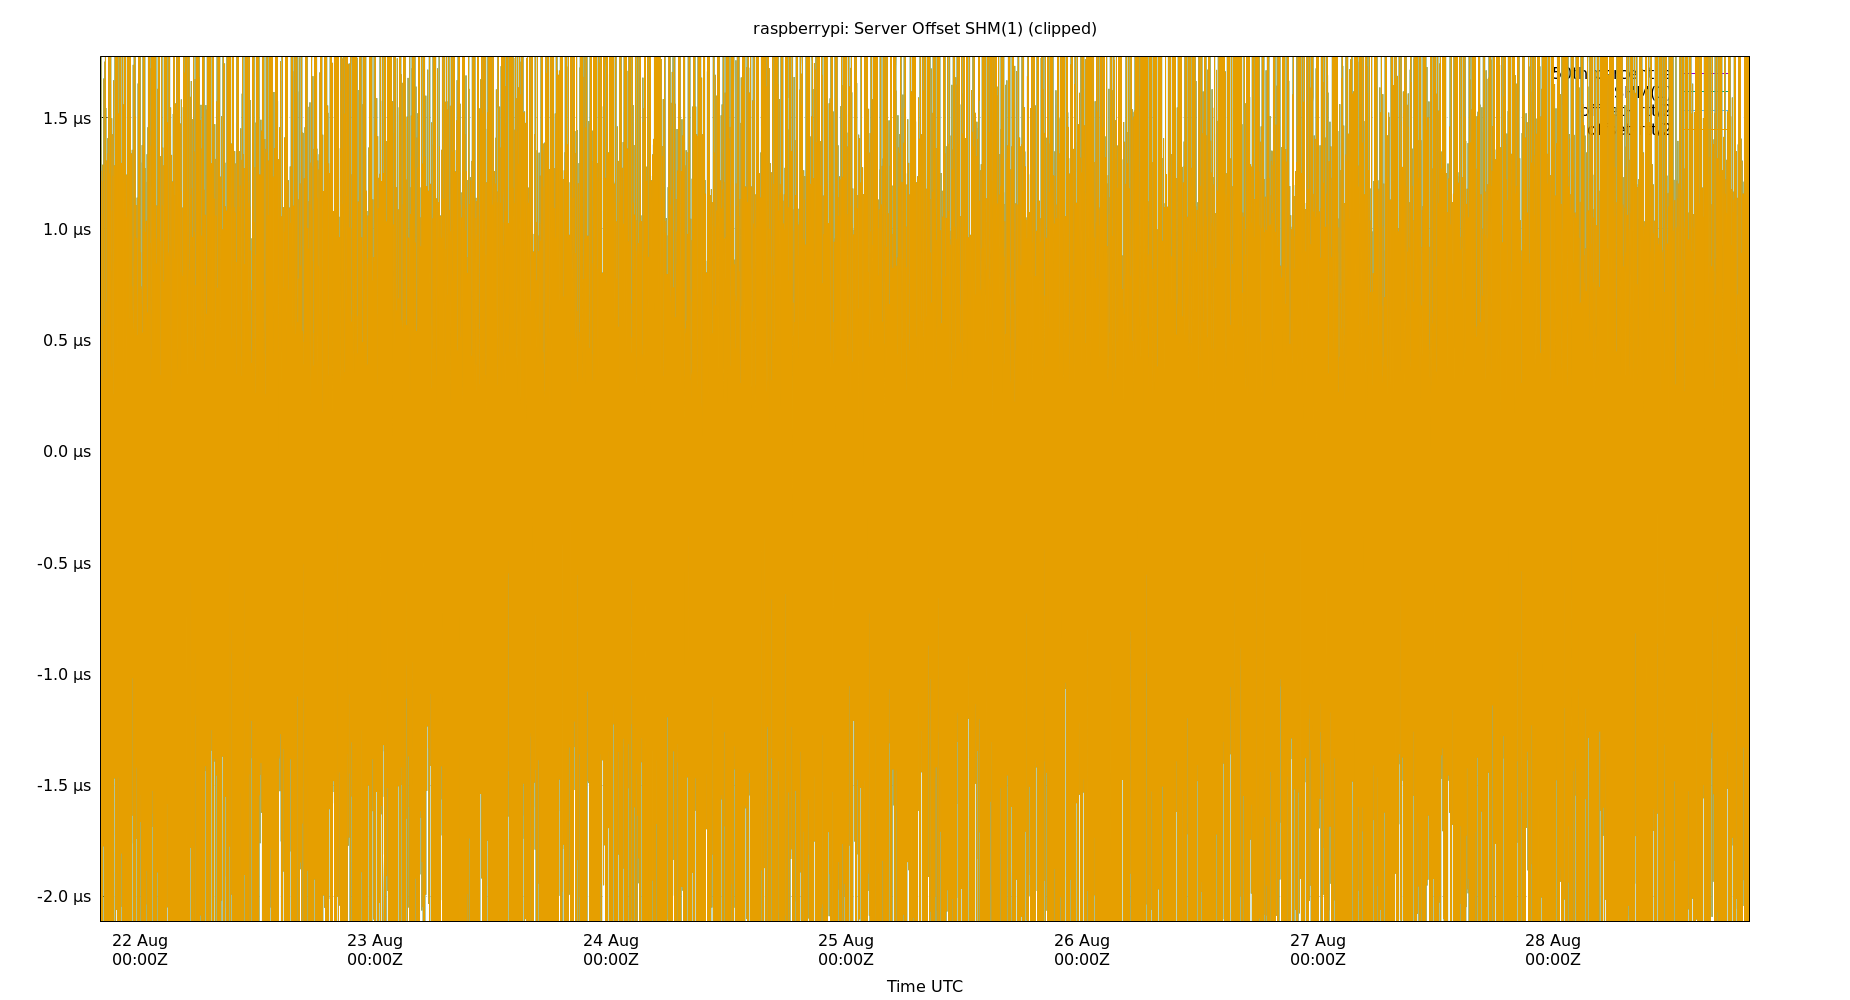 raspberrypi: Server Offset SHM(1) (clipped)
1.5 µs
1.0 µs
0.5 µs
0.0 µs
-0.5 µs
-1.0 µs
-1.5 µs
-2.0 µs
22 Aug 23 Aug 24 Aug 25 Aug 26 Aug 27 Aug 28 Aug
00:00Z 00:00Z 00:00Z 00:00Z 00:00Z 00:00Z 00:00Z
Time UTC